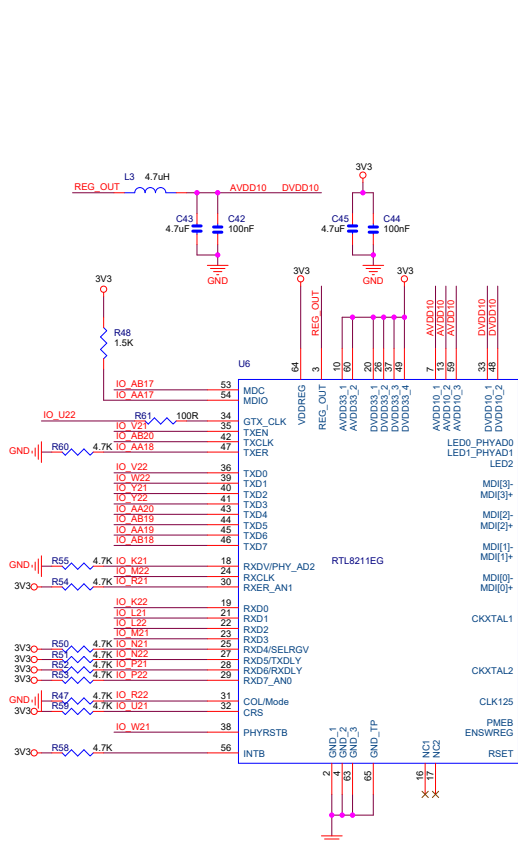 3V3
L3 4.7uH
REG_OUT AVDD10 DVDD10
C43 C42 C45 C44
4.7uF 100nF 4.7uF 100nF
GND GND
3V3 3V3 3V3
REG_OUT AVDD10 AVDD10 AVDD10 DVDD10 DVDD10
R48
1.5K
64 3 10 60 20 26 37 49 7 13 59 33 48
U6
VDDREG REG_OUT AVDD33_1 AVDD33_2 DVDD33_1 DVDD33_2 DVDD33_3 DVDD33_4 AVDD10_1 AVDD10_2 AVDD10_3 DVDD10_1 DVDD10_2
IO_AB17 53 MDC
IO_AA17 54 MDIO
IO_U22 R61 100R 34 GTX_CLK
IO_V21 35 TXEN
IO_AB20 42 TXCLK LED0_PHYAD0
GND R60 4.7K IO_AA18 47 TXER LED1_PHYAD1
LED2
IO_V22 36 TXD0
IO_W22 39 TXD1 MDI[3]-
IO_Y21 40 TXD2 MDI[3]+
IO_Y22 41 TXD3
IO_AA20 43 TXD4 MDI[2]-
IO_AB19 44 TXD5 MDI[2]+
IO_AA19 45 TXD6
IO_AB18 46 TXD7 MDI[1]-
MDI[1]+
RTL8211EG
GND R55 4.7K IO_K21 18 RXDV/PHY_AD2
IO_M22 24 RXCLK MDI[0]-
3V3 R54 4.7K IO_R21 30 RXER_AN1 MDI[0]+
IO_K22 19 RXD0
IO_L21 21 RXD1 CKXTAL1
IO_L22 22 RXD2
IO_M21 23 RXD3
3V3 R50 4.7K IO_N21 25 RXD4/SELRGV
3V3 R51 4.7K IO_N22 27 RXD5/TXDLY
3V3 R52 4.7K IO_P21 28 RXD6/RXDLY CKXTAL2
3V3 R53 4.7K IO_P22 29 RXD7_AN0
GND R47 4.7K IO_R22 31 COL/Mode CLK125
3V3 R59 4.7K IO_U21 32 CRS
PMEB
IO_W21 38 PHYRSTB ENSWREG
3V3 R58 4.7K 56 INTB RSET
GND_1 GND_2 GND_3 GND_TP NC1 NC2
2 4 63 65 16 17